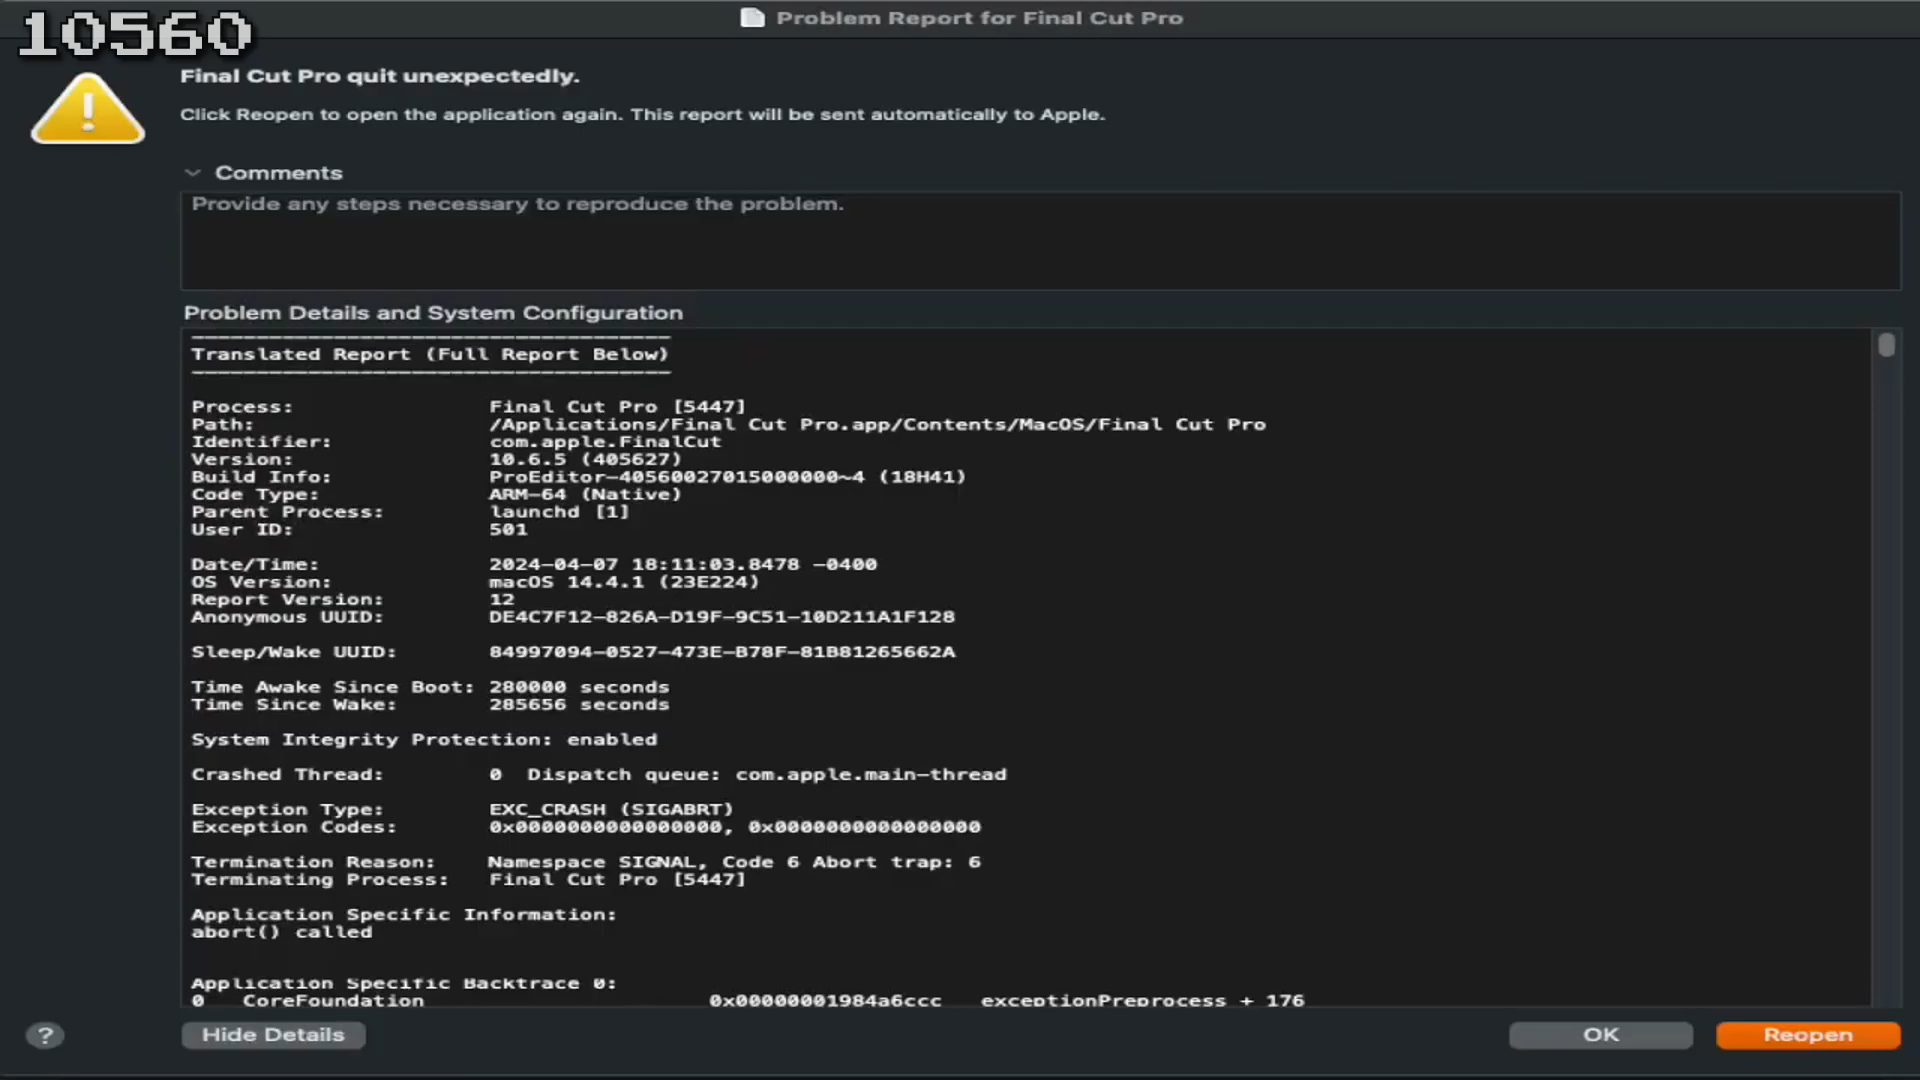 10560
Problem Report for Final Cut Pro
Final Cut Pro quit unexpectedly.
Click Reopen to open the application again. This report will be sent automatically to Apple.
Comments
Provide any steps necessary to reproduce the problem.
Problem Details and System Configuration
-------------------------------------
Translated Report (Full Report Below)
-------------------------------------
Process: Final Cut Pro [5447]
Path: /Applications/Final Cut Pro.app/Contents/MacOS/Final Cut Pro
Identifier: com.apple.FinalCut
Version: 10.6.5 (405627)
Build Info: ProEditor-40560027015000000~4 (18H41)
Code Type: ARM-64 (Native)
Parent Process: launchd [1]
User ID: 501
Date/Time: 2024-04-07 18:11:03.8478 -0400
OS Version: macOS 14.4.1 (23E224)
Report Version: 12
Anonymous UUID: DE4C7F12-826A-D19F-9C51-10D211A1F128
Sleep/Wake UUID: 84997094-0527-473E-B78F-81B81265662A
Time Awake Since Boot: 280000 seconds
Time Since Wake: 285656 seconds
System Integrity Protection: enabled
Crashed Thread: 0 Dispatch queue: com.apple.main-thread
Exception Type: EXC_CRASH (SIGABRT)
Exception Codes: 0x0000000000000000, 0x0000000000000000
Termination Reason: Namespace SIGNAL, Code 6 Abort trap: 6
Terminating Process: Final Cut Pro [5447]
Application Specific Information:
abort() called
Application Specific Backtrace 0:
0 CoreFoundation 0x00000001984a6ccc exceptionPreprocess + 176
?
Hide Details
OK
Reopen